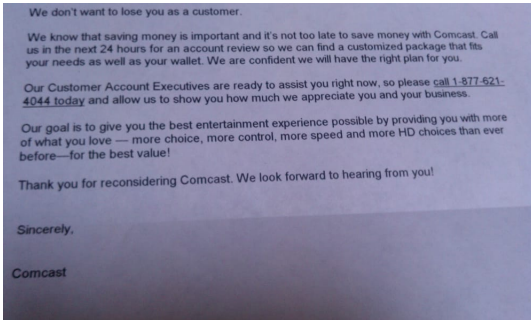 We don't want to lose you as a customer.
We know that saving money is important and it's not too late to save money with Comcast. Call
us in the next 24 hours for an account review so we can find a customized package that fits
your needs as well as your wallet. We are confident we will have the right plan for you.
Our Customer Account Executives are ready to assist you right now, so please call 1-877-621-
4044 today and allow us to show you how much we appreciate you and your business.
Our goal is to give you the best entertainment experience possible by providing you with more
of what you love — more choice, more control, more speed and more HD choices than ever
before—for the best value!
Thank you for reconsidering Comcast. We look forward to hearing from you!
Sincerely,
Comcast